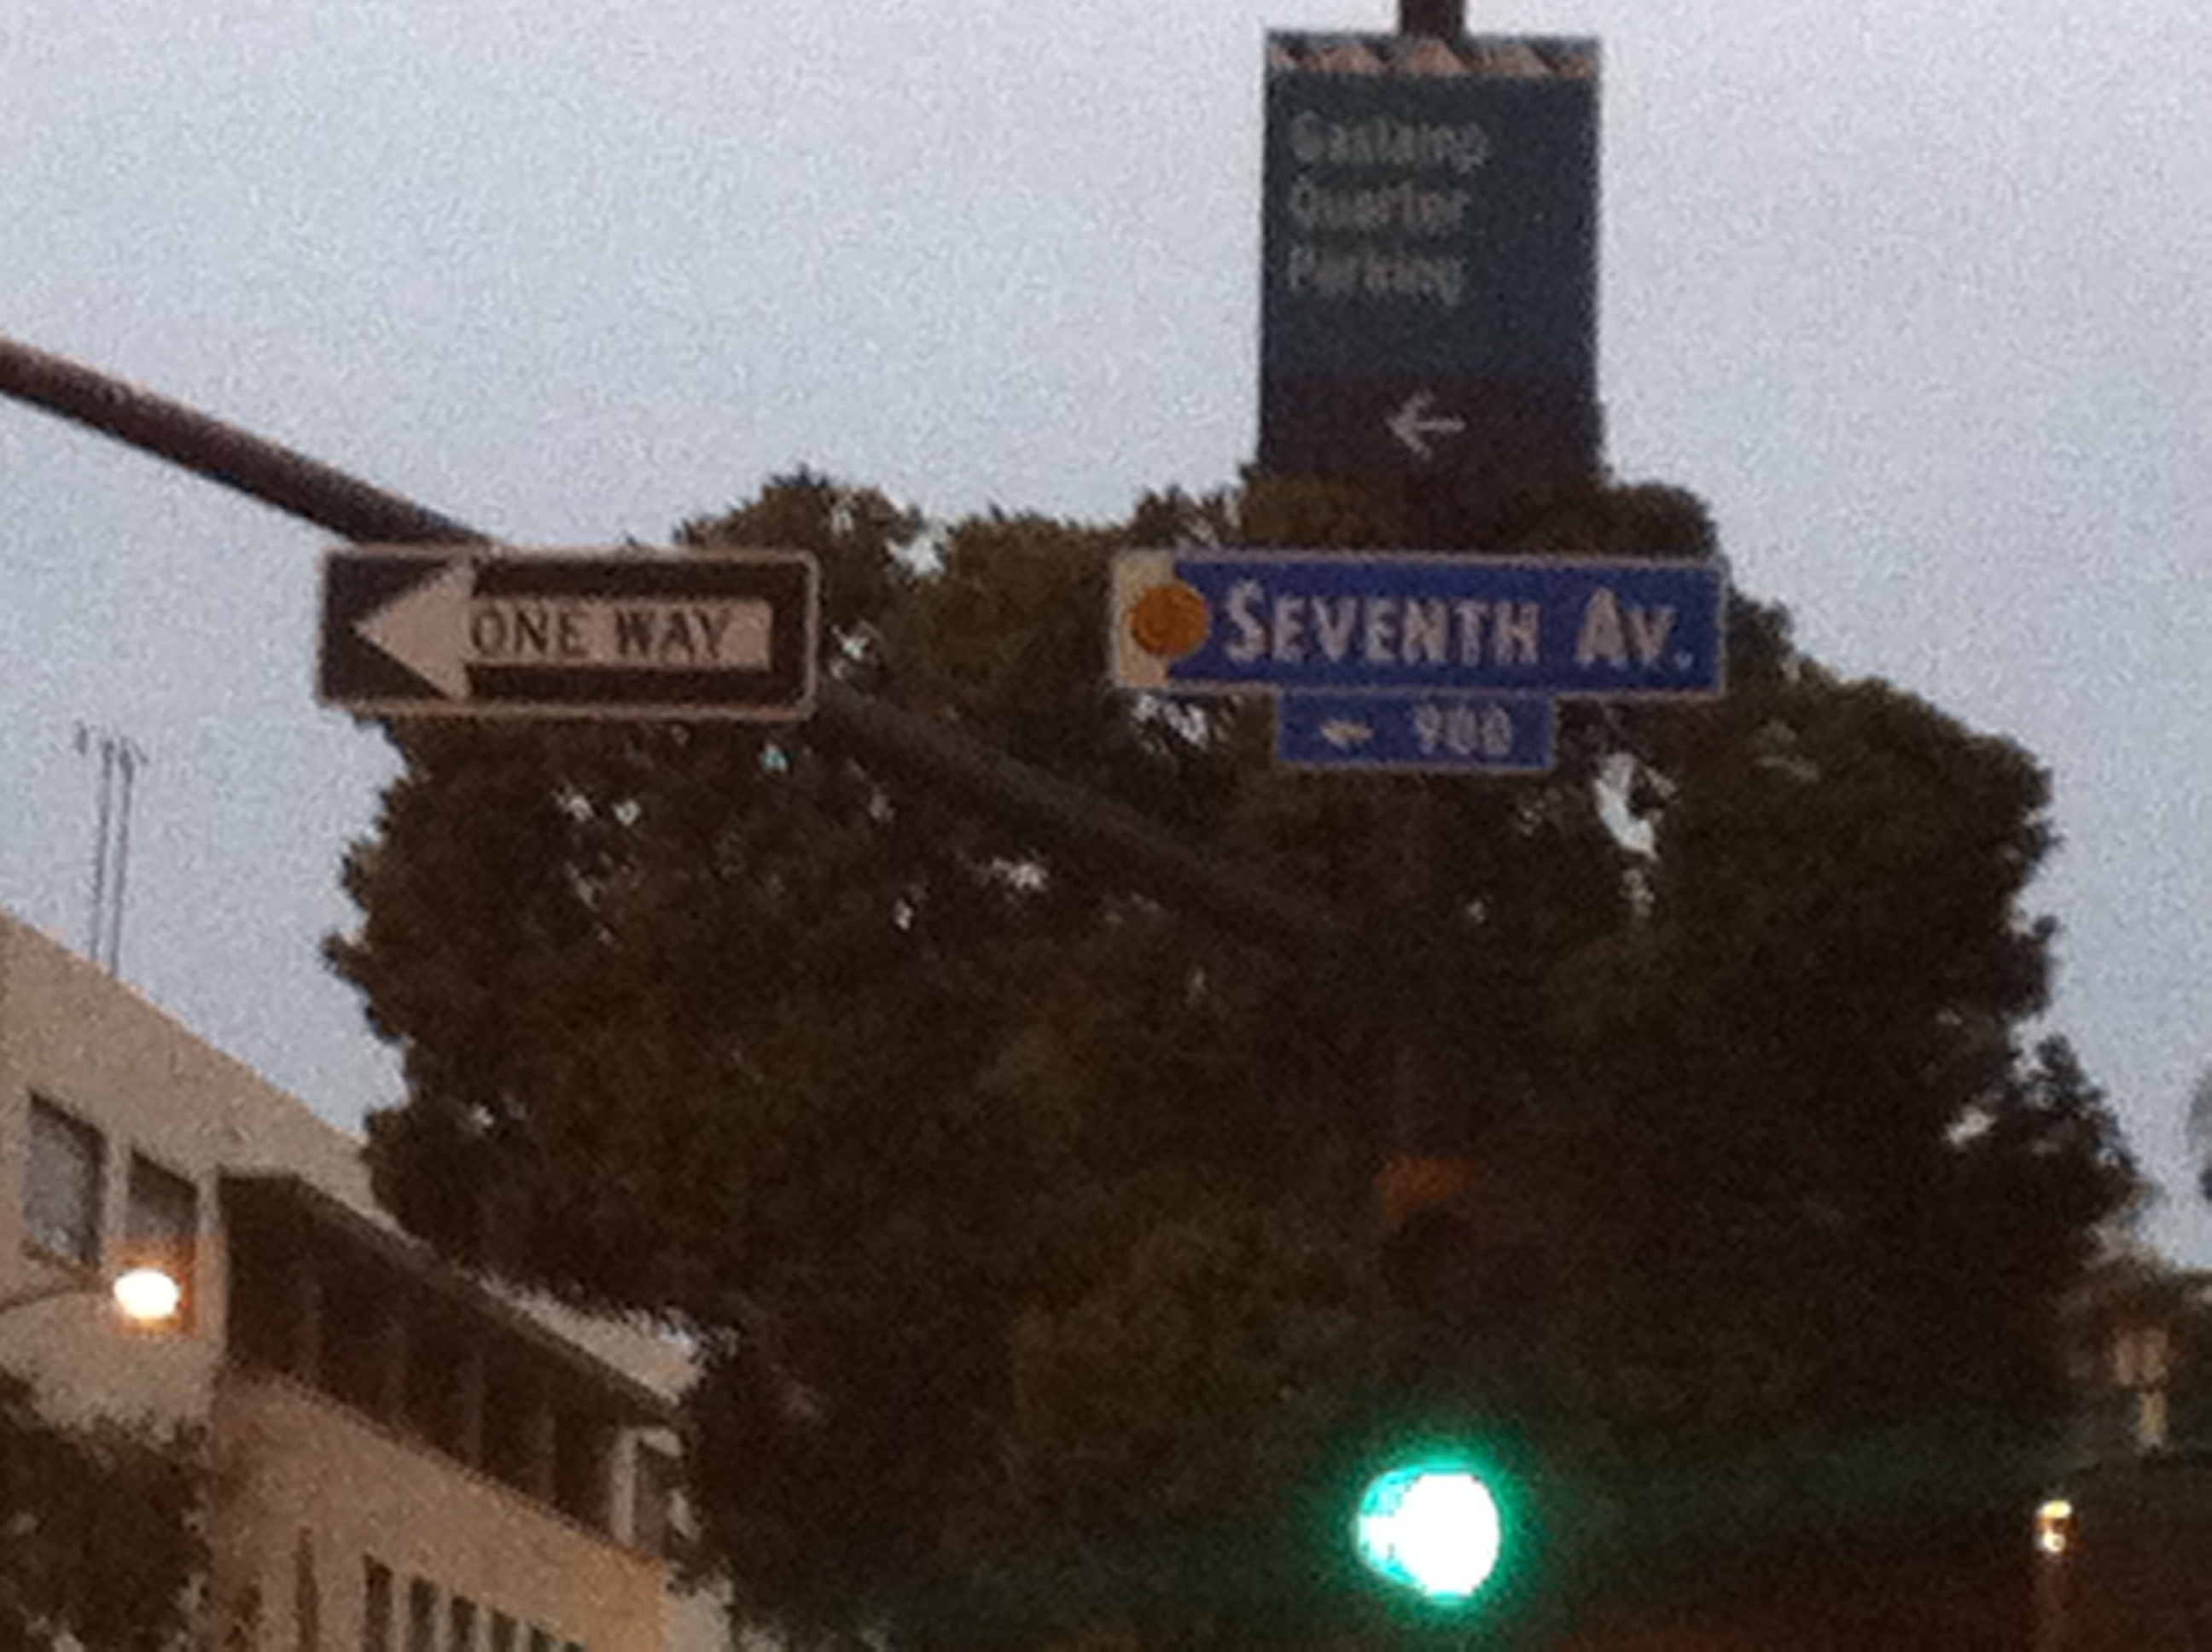 Gaslamp
Quarter
Parking
ONE WAY
SEVENTH AV.
900